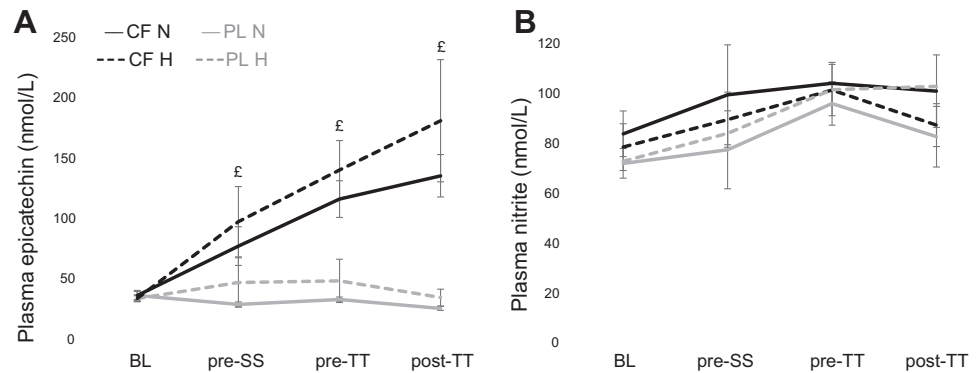 A
B
CF N
PL N
CF H
PL H
Plasma epicatechin (nmol/L)
250
200
150
100
50
0
£
£
£
BL
pre-SS
pre-TT
post-TT
Plasma nitrite (nmol/L)
120
100
80
60
40
20
0
BL
pre-SS
pre-TT
post-TT